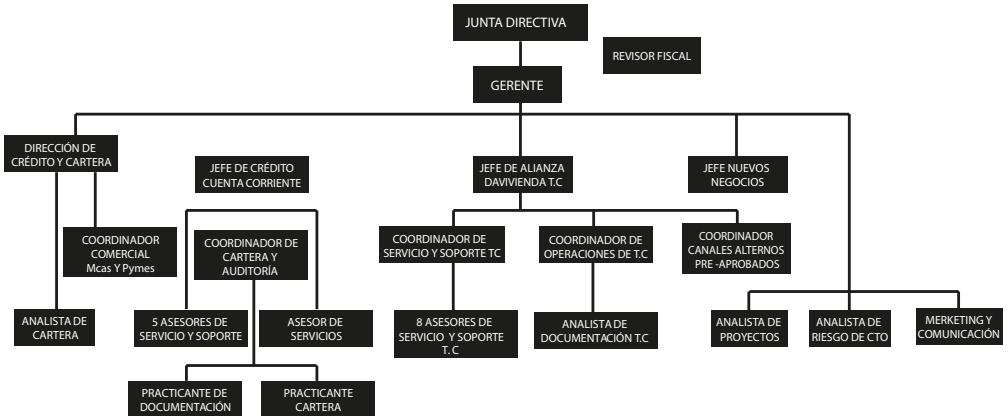 JUNTA DIRECTIVA
REVISOR FISCAL
GERENTE
DIRECCIÓN DE
CRÉDITO Y CARTERA
JEFE DE CRÉDITO
CUENTA CORRIENTE
JEFE DE ALIANZA
DAVIVIENDA T.C
JEFE NUEVOS
NEGOCIOS
COORDINADOR
COMERCIAL
Mcas Y Pymes
COORDINADOR DE
CARTERA Y
AUDITORÍA
COORDINADOR DE
SERVICIO Y SOPORTE TC
COORDINADOR DE
OPERACIONES DE T.C
COORDINADOR
CANALES ALTERNOS
PRE -APROBADOS
ANALISTA DE
CARTERA
5 ASESORES DE
SERVICIO Y SOPORTE
ASESOR DE
SERVICIOS
8 ASESORES DE
SERVICIO Y SOPORTE
T. C
ANALISTA DE
DOCUMENTACIÓN T.C
ANALISTA DE
PROYECTOS
ANALISTA DE
RIESGO DE CTO
MERKETING Y
COMUNICACIÓN
PRACTICANTE DE
DOCUMENTACIÓN
PRACTICANTE
CARTERA